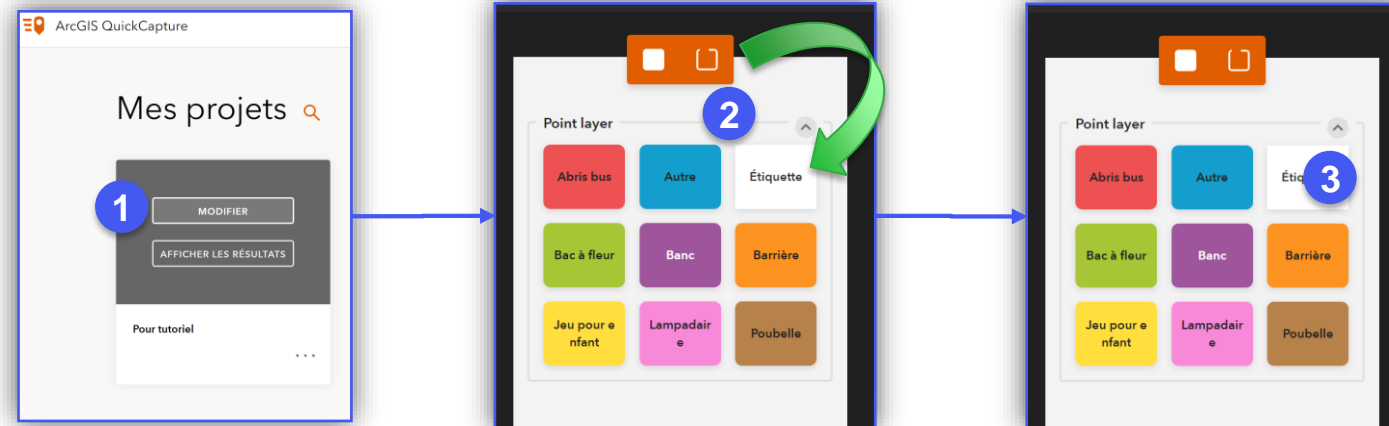 ArcGIS QuickCapture
Mes projets
1
MODIFIER
AFFICHER LES RÉSULTATS
Pour tutoriel
2
Point layer
Abris bus
Autre
Étiquette
Bac à fleur
Banc
Barrière
Jeu pour e
nfant
Lampadair
e
Poubelle
Point layer
Abris bus
Autre
Étiq
3
Bac à fleur
Banc
Barrière
Jeu pour e
nfant
Lampadair
e
Poubelle